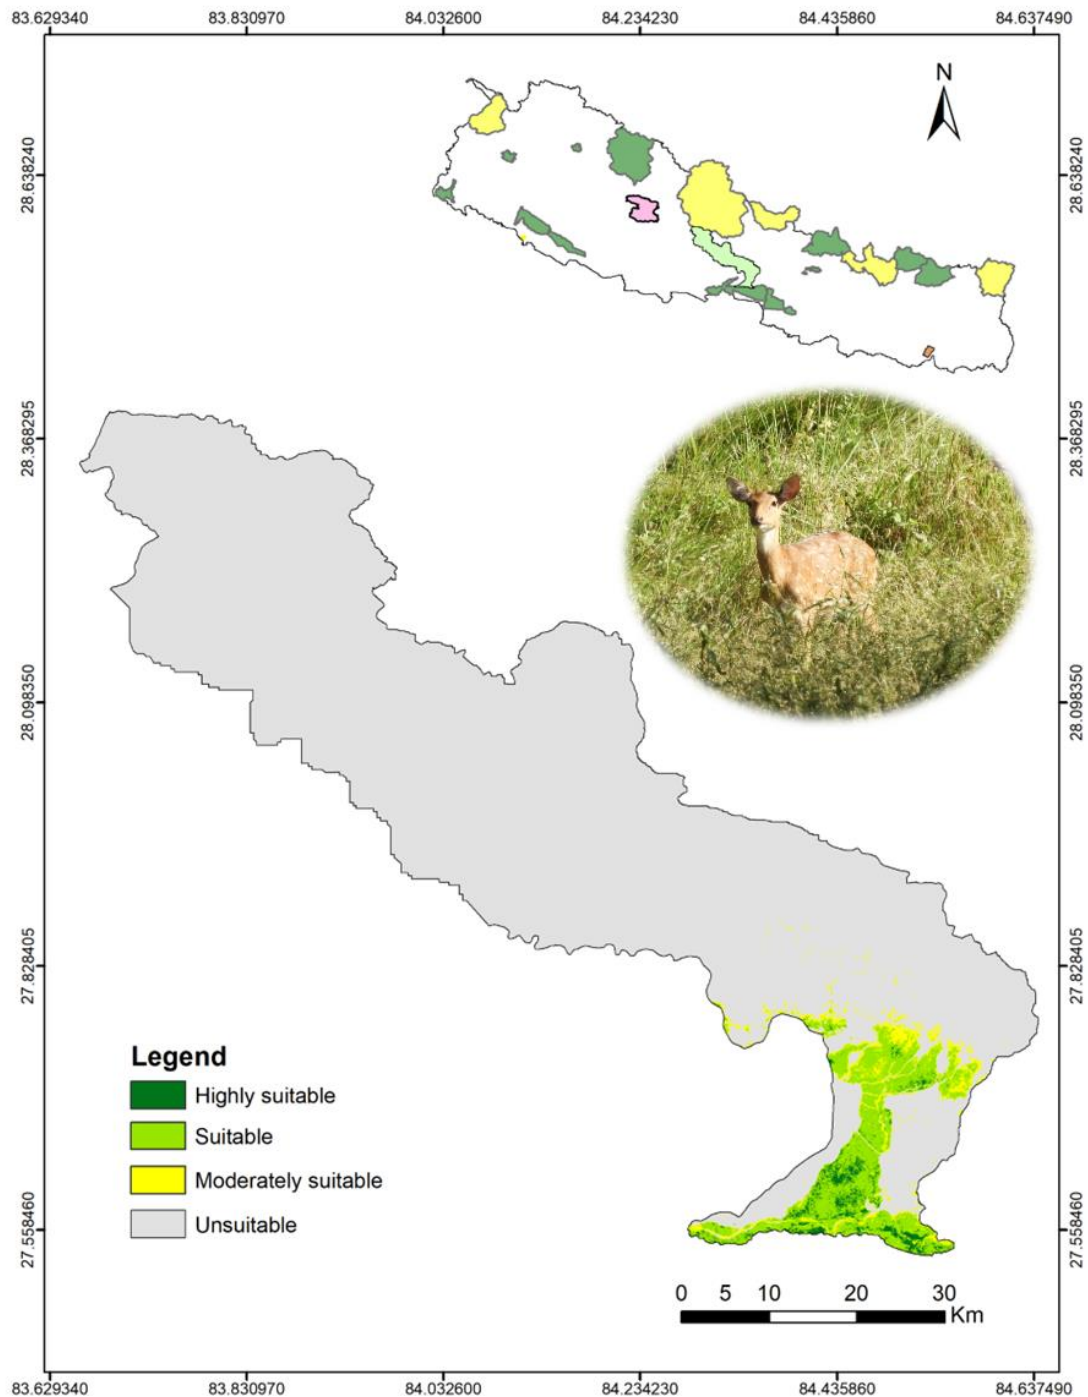 83.629340 83.830970 84.032600 84.234230 84.435860 84.637490
N
28.638240 28.638240
28.368295 28.368295
28.098350 28.098350
27.828405 27.828405
Legend
Highly suitable
Suitable
Moderately suitable
Unsuitable
27.558460 27.558460
0 5 10 20 30
Km
83.629340 83.830970 84.032600 84.234230 84.435860 84.637490